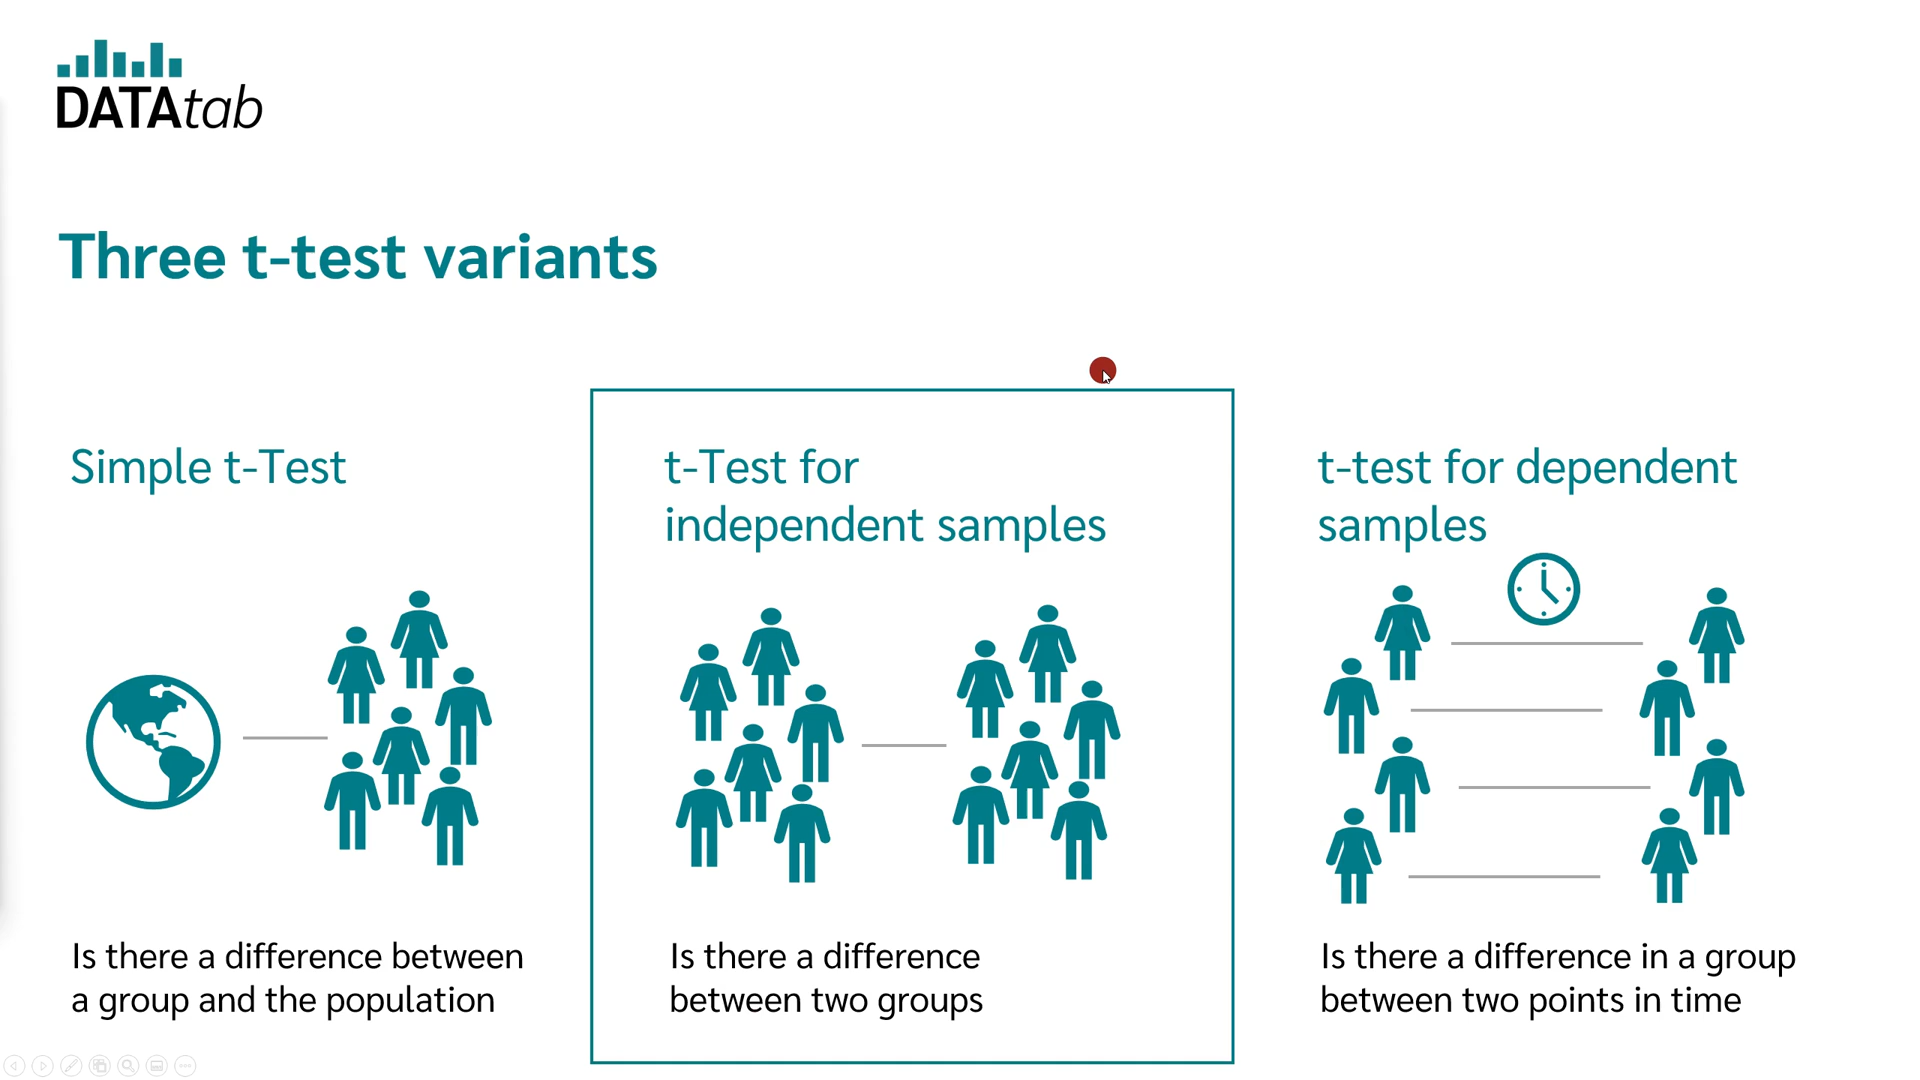 DATAtab
Three t-test variants
Simple t-Test
t-Test for
independent samples
t-test for dependent
samples
Is there a difference between
a group and the population
Is there a difference
between two groups
Is there a difference in a group
between two points in time